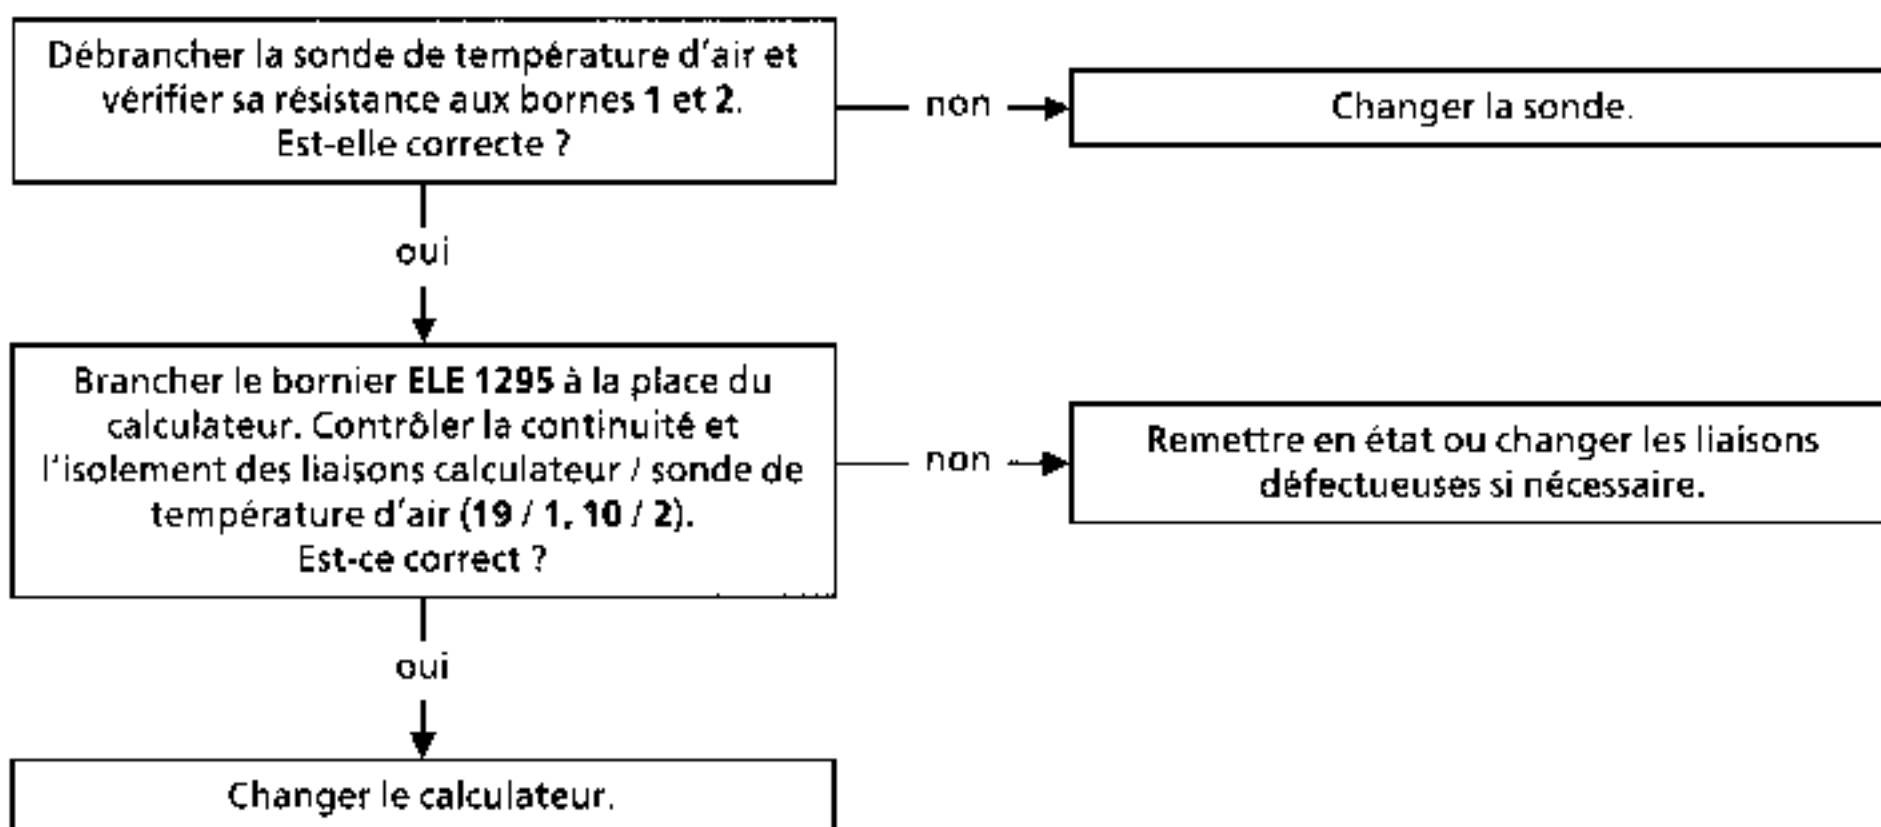 Débrancher la sonde de température d'air et
vérifier sa résistance aux bornes 1 et 2.
Est-elle correcte ?
non
Changer la sonde.
oui
Brancher le bornier ELE 1295 à la place du
calculateur. Contrôler la continuité et
l'isolement des liaisons calculateur / sonde de
température d'air (19 / 1, 10 / 2).
Est-ce correct ?
non
Remettre en état ou changer les liaisons
défectueuses si nécessaire.
oui
Changer le calculateur.